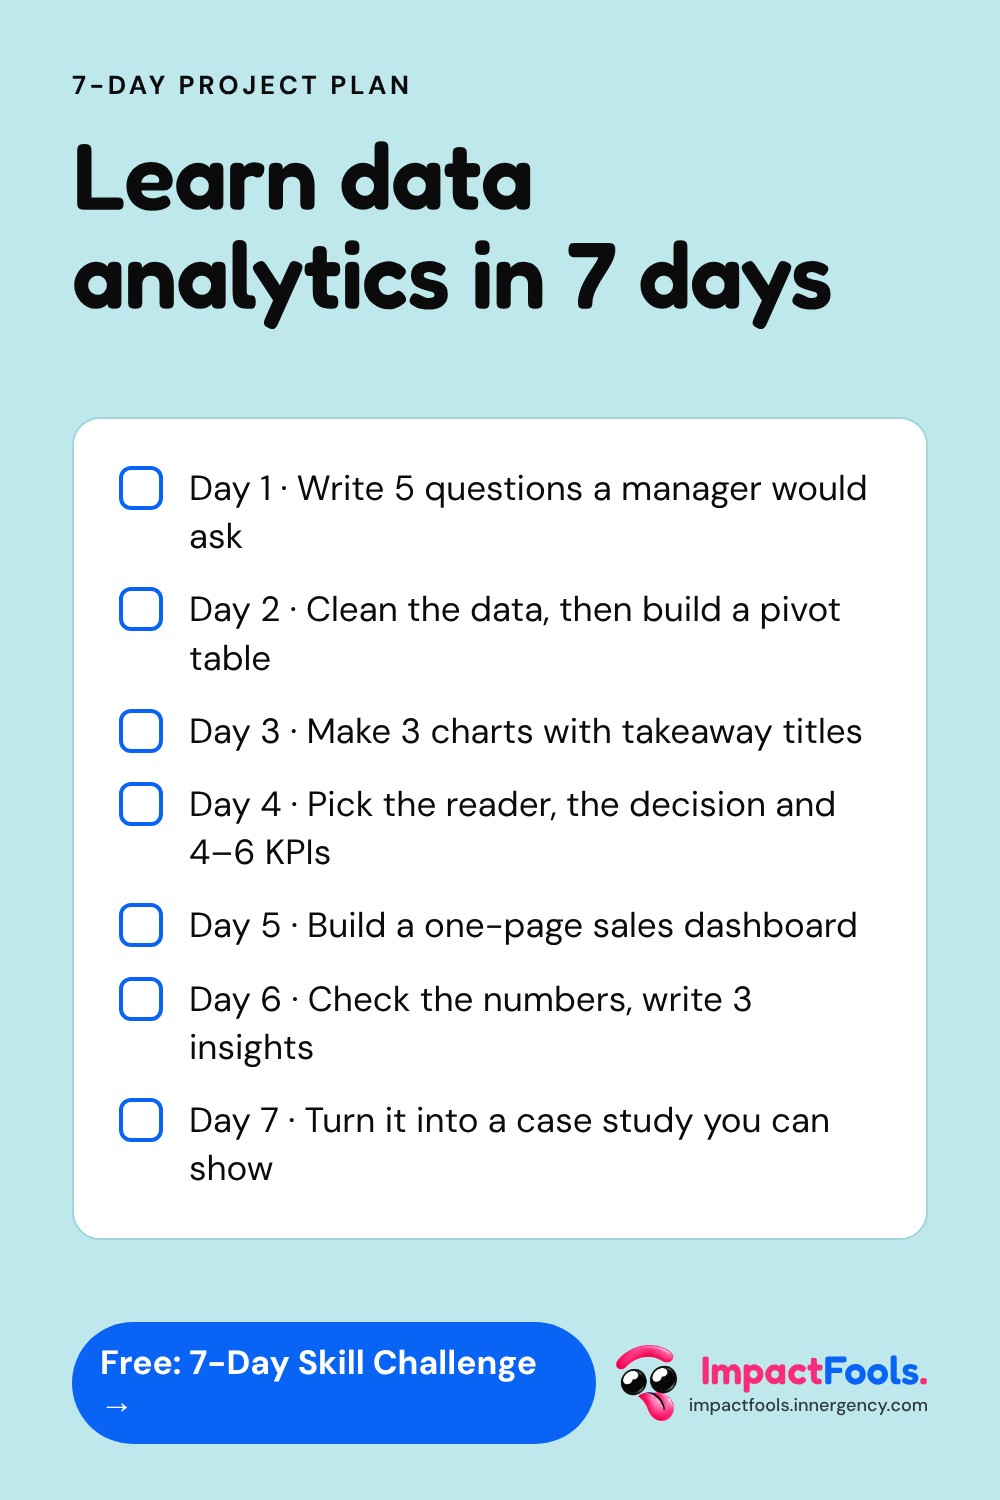 7-DAY PROJECT PLAN
Learn data
analytics in 7 days
Day 1 · Write 5 questions a manager would
ask
Day 2 · Clean the data, then build a pivot
table
Day 3 · Make 3 charts with takeaway titles
Day 4 · Pick the reader, the decision and
4–6 KPIs
Day 5 · Build a one-page sales dashboard
Day 6 · Check the numbers, write 3
insights
Day 7 · Turn it into a case study you can
show
Free: 7-Day Skill Challenge
→
ImpactFools.
impactfools.innergency.com